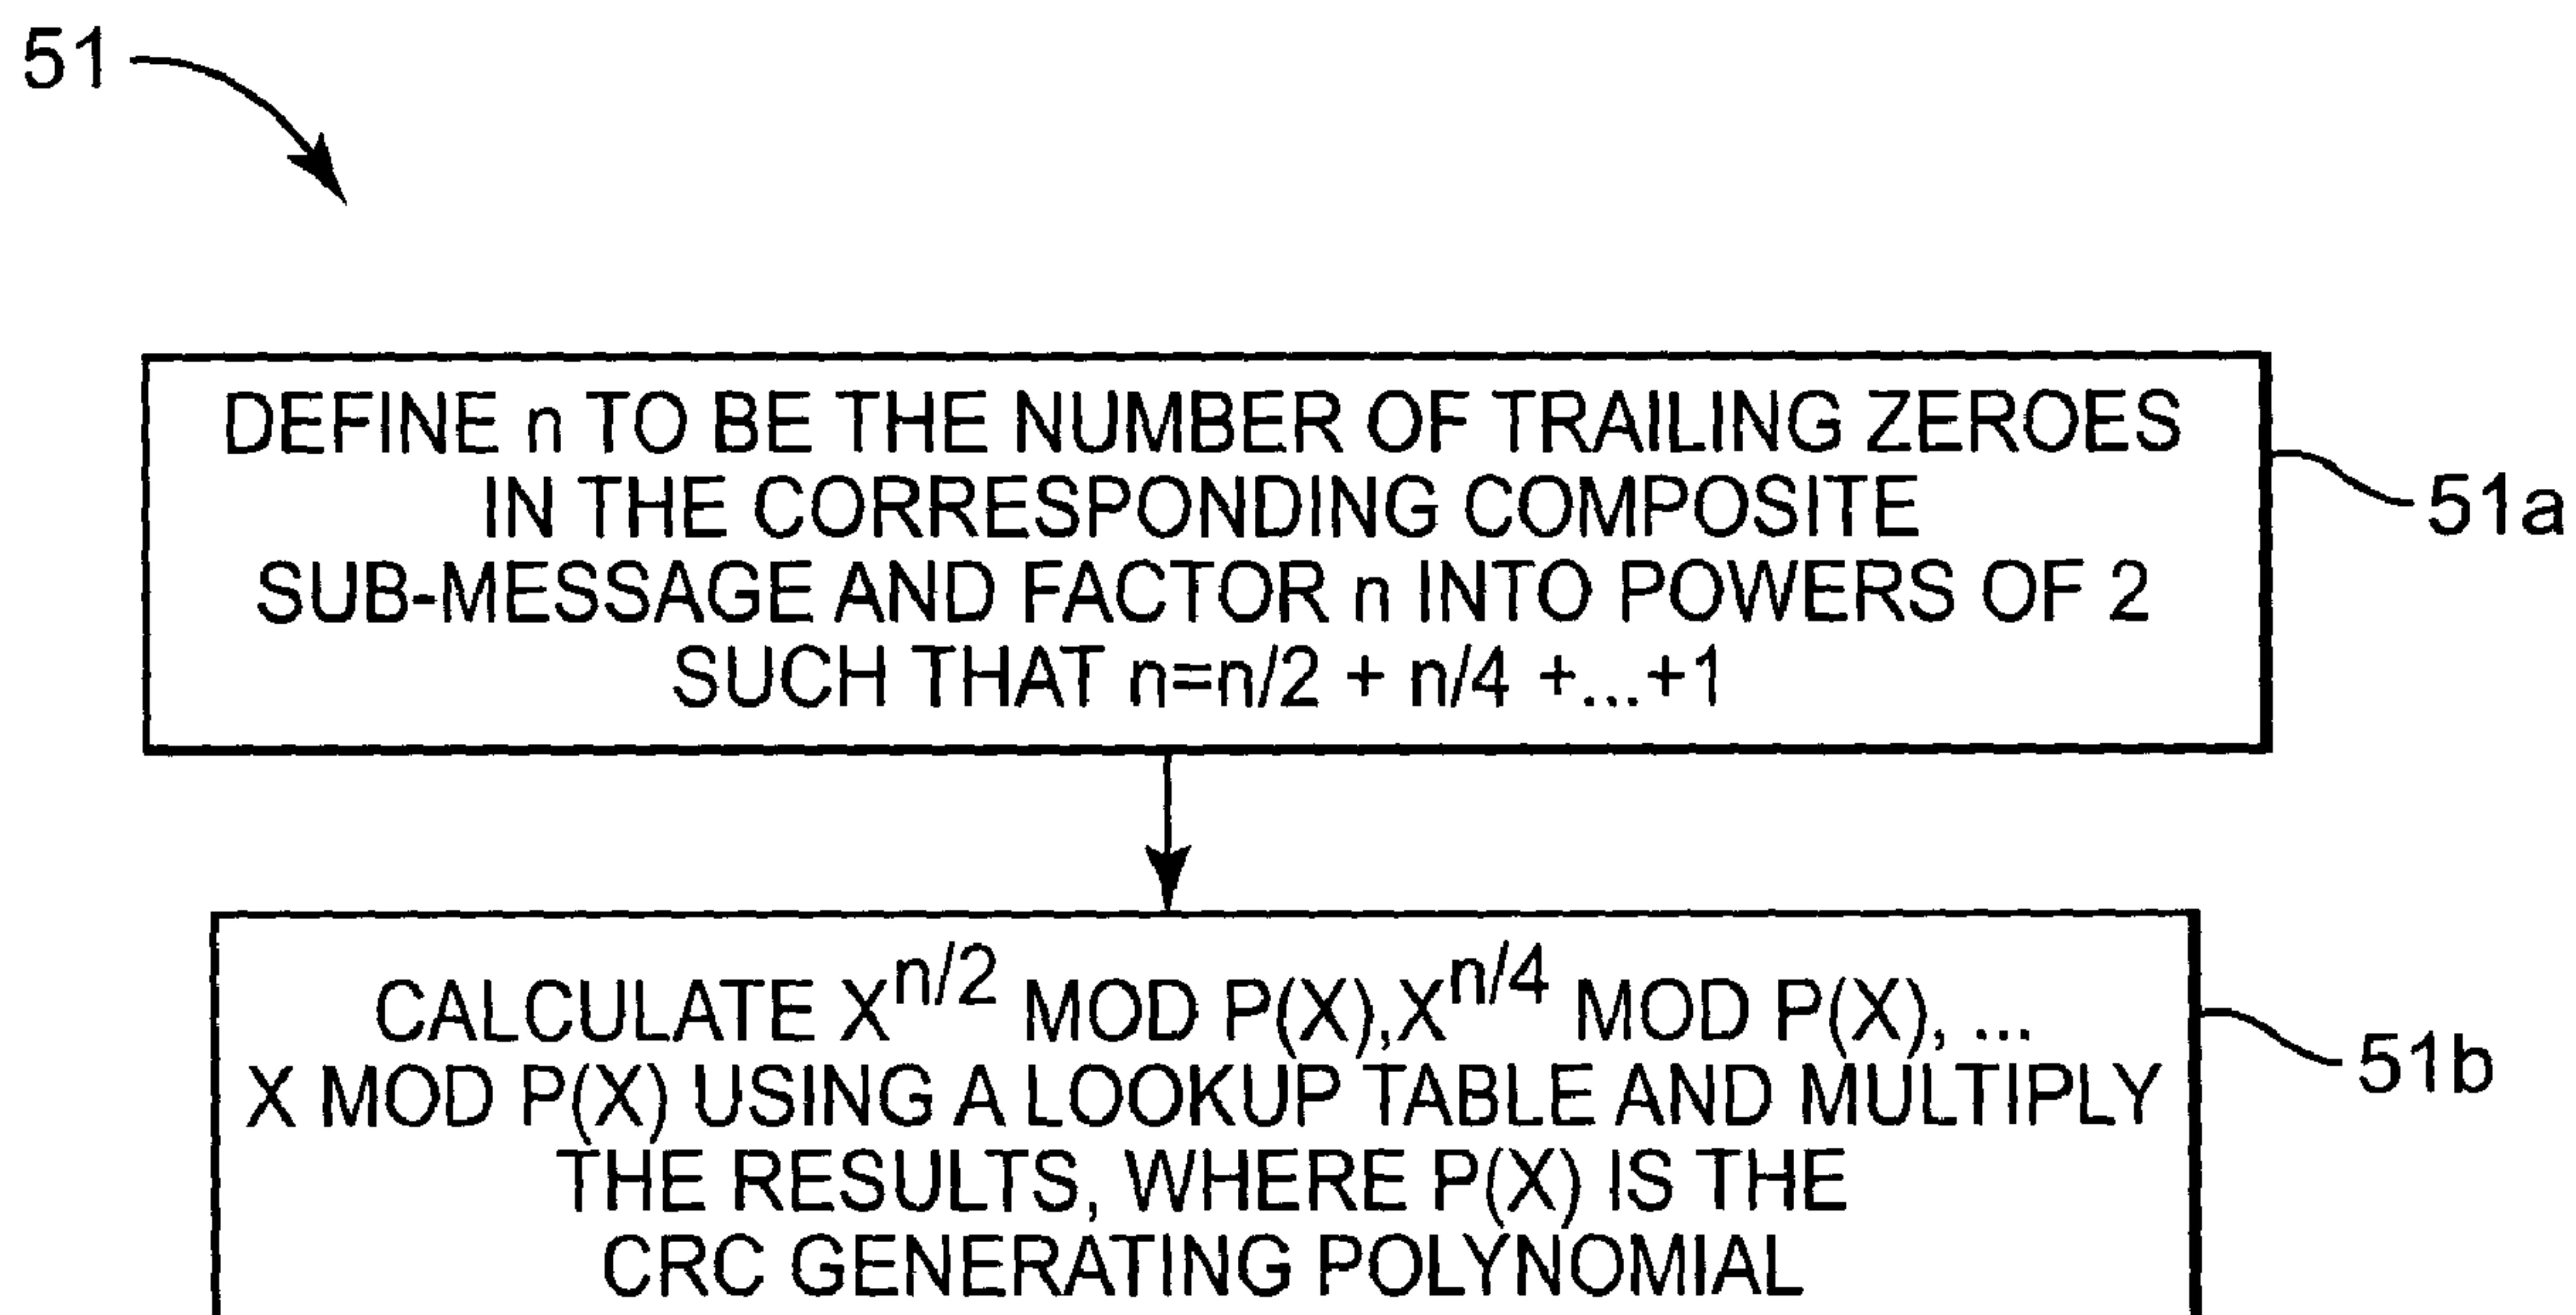 51
DEFINE n TO BE THE NUMBER OF TRAILING ZEROES
IN THE CORRESPONDING COMPOSITE
SUB-MESSAGE AND FACTOR n INTO POWERS OF 2
SUCH THAT n=n/2 + n/4 +...+1
51a
CALCULATE X^n/2 MOD P(X),X^n/4 MOD P(X), ...
X MOD P(X) USING A LOOKUP TABLE AND MULTIPLY
THE RESULTS, WHERE P(X) IS THE
CRC GENERATING POLYNOMIAL
51b